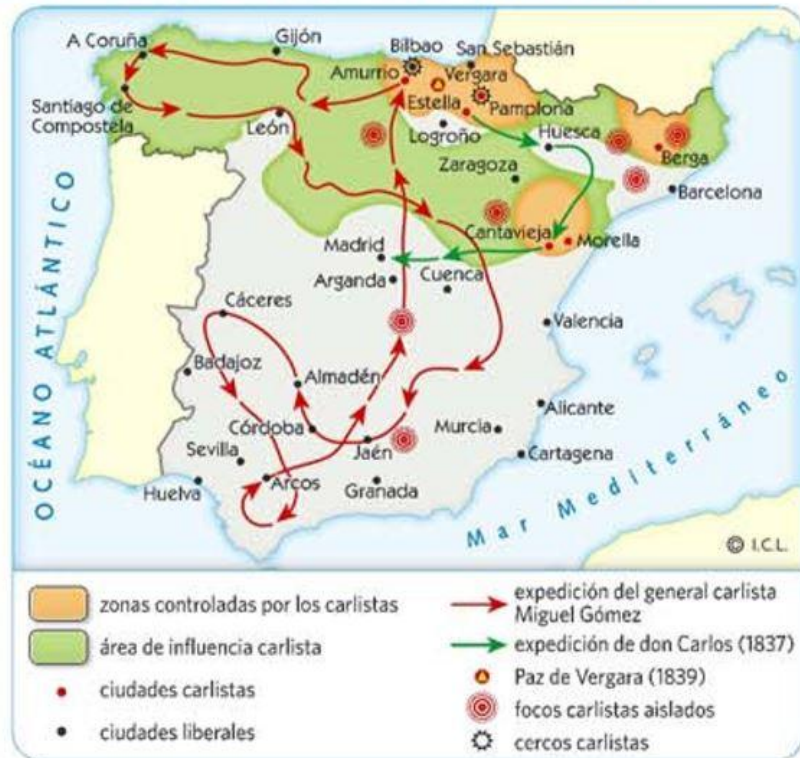 A Coruña
Gijón
Bilbao
San Sebastián
Amurrio
Vergara
Santiago de
Compostela
Estella
Pamplona
León
Logroño
Huesca
Zaragoza
Berga
Barcelona
Cantavieja
Morella
Madrid
Arganda
Cuenca
Cáceres
Valencia
Badajoz
Almadén
Alicante
Córdoba
Murcia
Sevilla
Jaén
Cartagena
Huelva
Arcos
Granada
OCÉANO ATLÁNTICO
Mar Mediterráneo
© I.C.L.
zonas controladas por los carlistas
área de influencia carlista
ciudades carlistas
ciudades liberales
expedición del general carlista
Miguel Gómez
expedición de don Carlos (1837)
Paz de Vergara (1839)
focos carlistas aislados
cercos carlistas